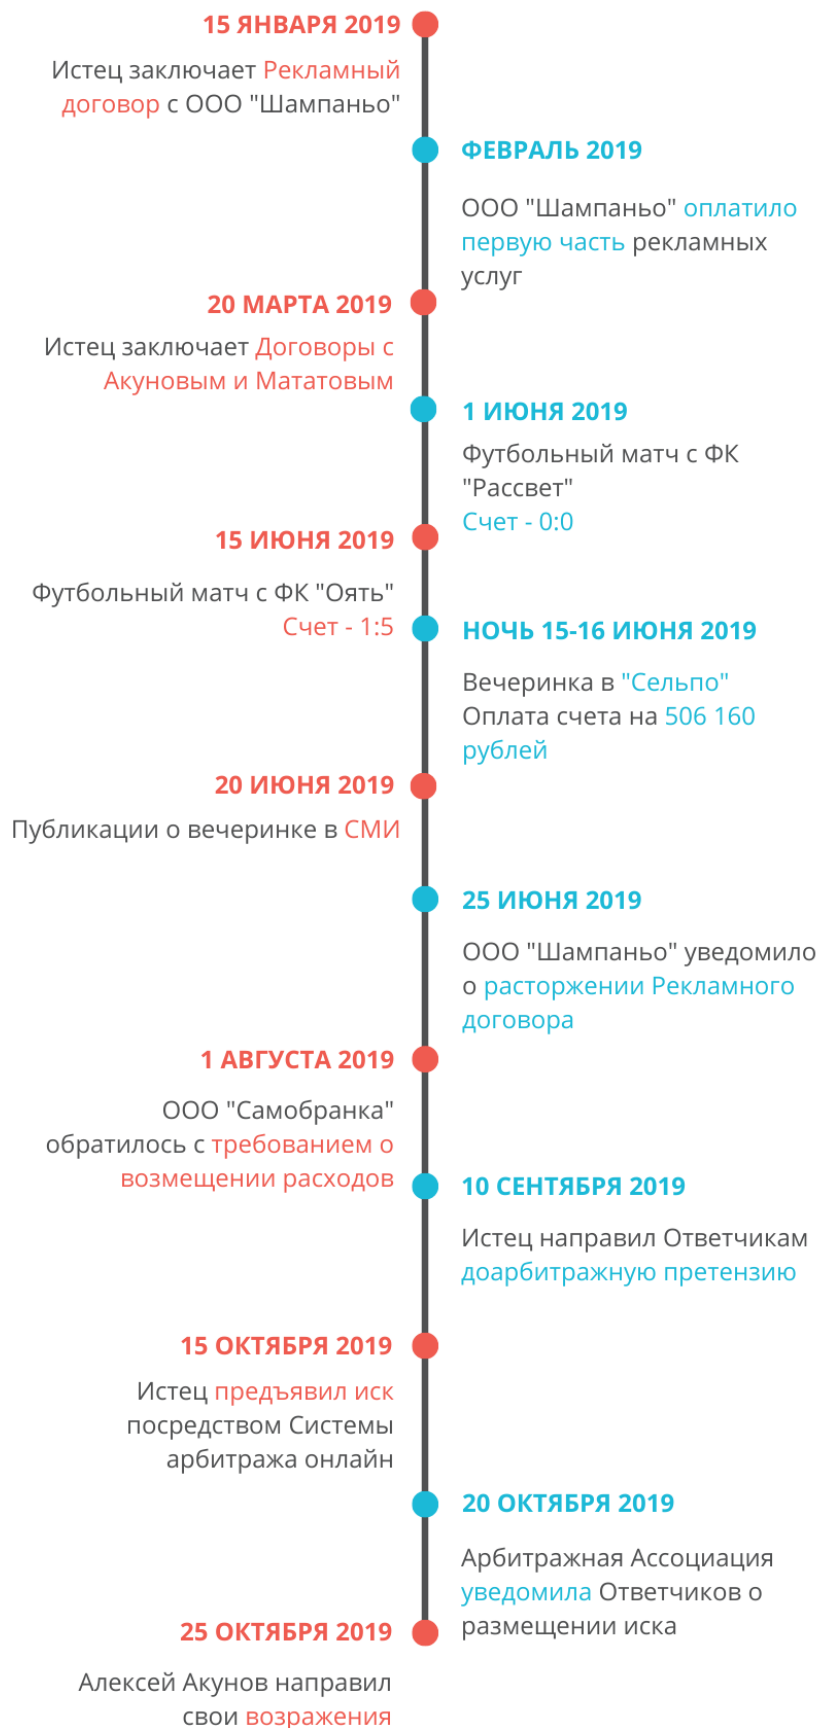 15 ЯНВАРЯ 2019
Истец заключает Рекламный
договор с ООО "Шампаньо"
ФЕВРАЛЬ 2019
ООО "Шампаньо" оплатило
первую часть рекламных
услуг
20 МАРТА 2019
Истец заключает Договоры с
Акуновым и Мататовым
1 ИЮНЯ 2019
Футбольный матч с ФК
"Рассвет"
Счет - 0:0
15 ИЮНЯ 2019
Футбольный матч с ФК "Оять"
Счет - 1:5
НОЧЬ 15-16 ИЮНЯ 2019
Вечеринка в "Сельпо"
Оплата счета на 506 160
рублей
20 ИЮНЯ 2019
Публикации о вечеринке в СМИ
25 ИЮНЯ 2019
ООО "Шампаньо" уведомило
о расторжении Рекламного
договора
1 АВГУСТА 2019
ООО "Самобранка"
обратилось с требованием о
возмещении расходов
10 СЕНТЯБРЯ 2019
Истец направил Ответчикам
доарбитражную претензию
15 ОКТЯБРЯ 2019
Истец предъявил иск
посредством Системы
арбитража онлайн
20 ОКТЯБРЯ 2019
Арбитражная Ассоциация
уведомила Ответчиков о
размещении иска
25 ОКТЯБРЯ 2019
Алексей Акунов направил
свои возражения